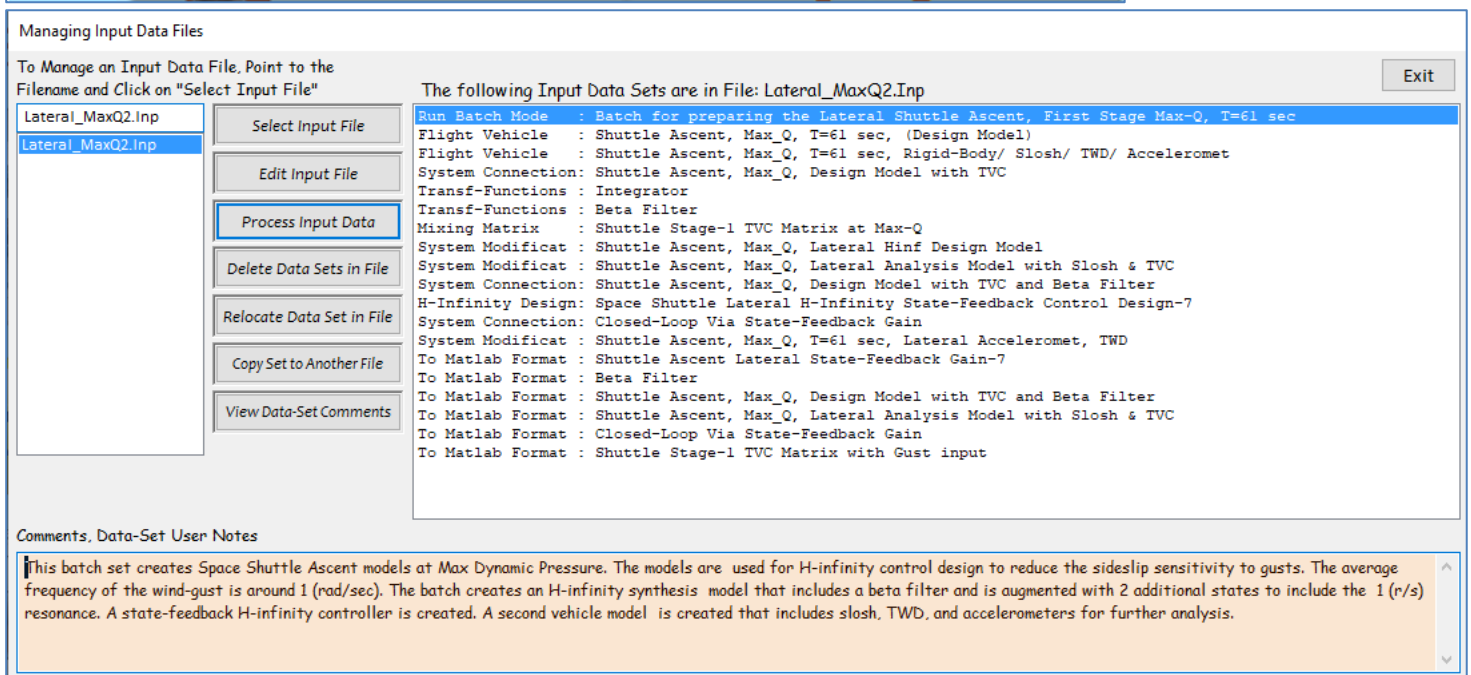 Managing Input Data Files
To Manage an Input Data File, Point to the
Filename and Click on "Select Input File"
The following Input Data Sets are in File: Lateral_MaxQ2.Inp
Exit
Lateral_MaxQ2.Inp
Lateral_MaxQ2.Inp
Select Input File
Edit Input File
Process Input Data
Delete Data Sets in File
Relocate Data Set in File
Copy Set to Another File
View Data-Set Comments
Run Batch Mode : Batch for preparing the Lateral Shuttle Ascent, First Stage Max-Q, T=61 sec
Flight Vehicle : Shuttle Ascent, Max_Q, T=61 sec, (Design Model)
Flight Vehicle : Shuttle Ascent, Max_Q, T=61 sec, Rigid-Body/ Slosh/ TWD/ Acceleromet
System Connection: Shuttle Ascent, Max_Q, Design Model with TVC
Transf-Functions : Integrator
Transf-Functions : Beta Filter
Mixing Matrix : Shuttle Stage-1 TVC Matrix at Max-Q
System Modificat : Shuttle Ascent, Max_Q, Lateral Hinf Design Model
System Modificat : Shuttle Ascent, Max_Q, Lateral Analysis Model with Slosh & TVC
System Connection: Shuttle Ascent, Max_Q, Design Model with TVC and Beta Filter
H-Infinity Design: Space Shuttle Lateral H-Infinity State-Feedback Control Design-7
System Connection: Closed-Loop Via State-Feedback Gain
System Modificat : Shuttle Ascent, Max_Q, T=61 sec, Lateral Acceleromet, TWD
To Matlab Format : Shuttle Ascent Lateral State-Feedback Gain-7
To Matlab Format : Beta Filter
To Matlab Format : Shuttle Ascent, Max_Q, Design Model with TVC and Beta Filter
To Matlab Format : Shuttle Ascent, Max_Q, Lateral Analysis Model with Slosh & TVC
To Matlab Format : Closed-Loop Via State-Feedback Gain
To Matlab Format : Shuttle Stage-1 TVC Matrix with Gust input
Comments, Data-Set User Notes
This batch set creates Space Shuttle Ascent models at Max Dynamic Pressure. The models are used for H-infinity control design to reduce the sideslip sensitivity to gusts. The average
frequency of the wind-gust is around 1 (rad/sec). The batch creates an H-infinity synthesis model that includes a beta filter and is augmented with 2 additional states to include the 1 (r/s)
resonance. A state-feedback H-infinity controller is created. A second vehicle model is created that includes slosh, TWD, and accelerometers for further analysis.